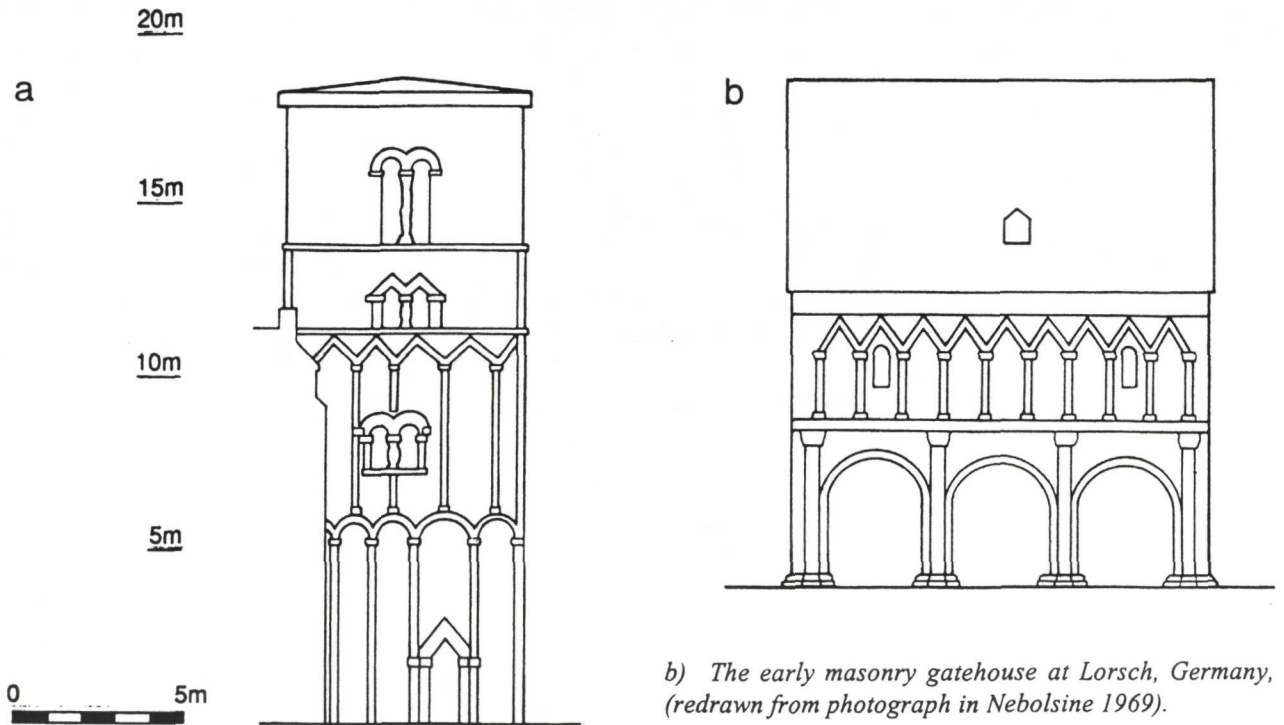 20m
a
b
15m
10m
5m
0 5m
b) The early masonry gatehouse at Lorsch, Germany,
(redrawn from photograph in Nebolsine 1969).